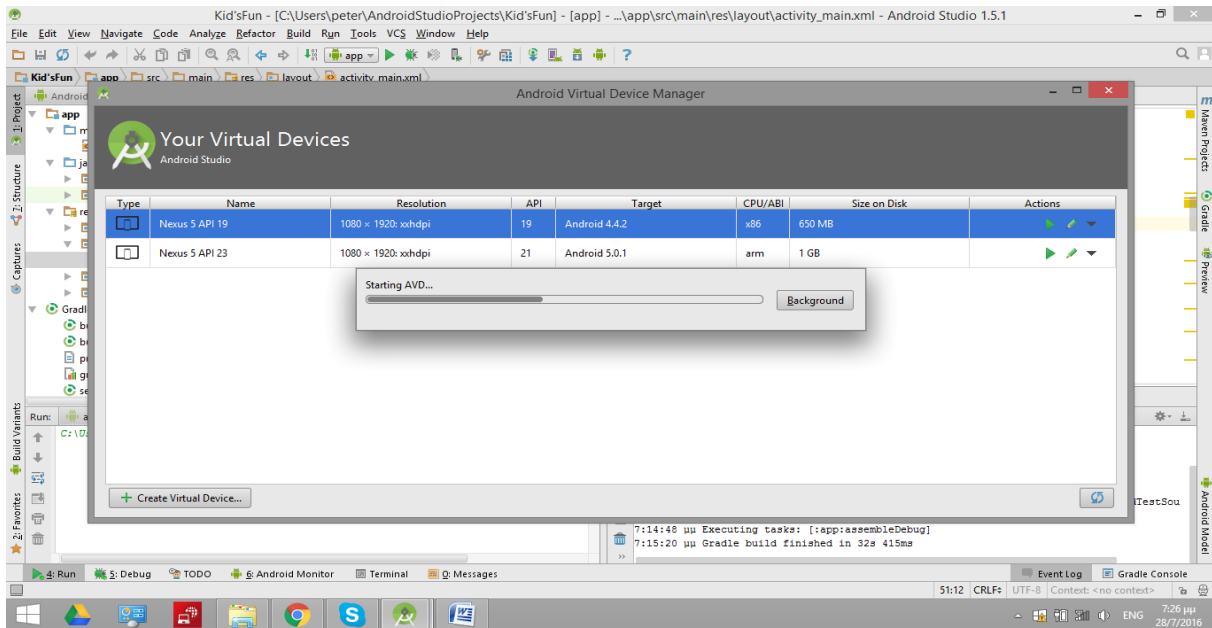 Kid'sFun - [C:\Users\peter\AndroidStudioProjects\Kid'sFun] - [app] - ...\app\src\main\res\layout\activity_main.xml - Android Studio 1.5.1
File Edit View Navigate Code Analyze Refactor Build Run Tools VCS Window Help
app
Kid'sFun app src main res layout activity_main.xml
1: Project
Android
app
Z: Structure
Captures
Gradl
Build Variants
2: Favorites
Android Virtual Device Manager
Your Virtual Devices
Android Studio
Type Name Resolution API Target CPU/ABI Size on Disk Actions
Nexus 5 API 19 1080 × 1920: xxhdpi 19 Android 4.4.2 x86 650 MB
Nexus 5 API 23 1080 × 1920: xxhdpi 21 Android 5.0.1 arm 1 GB
Starting AVD...
Background
Create Virtual Device...
Maven Projects
Gradle
Preview
Android Model
Run:
C:\U
TestSou
7:14:48 μμ Executing tasks: [:app:assembleDebug]
7:15:20 μμ Gradle build finished in 32s 415ms
4: Run 5: Debug TODO 6: Android Monitor Terminal 0: Messages Event Log Gradle Console
51:12 CRLF÷ UTF-8 Context: <no context>
ENG 7:26 μμ
28/7/2016